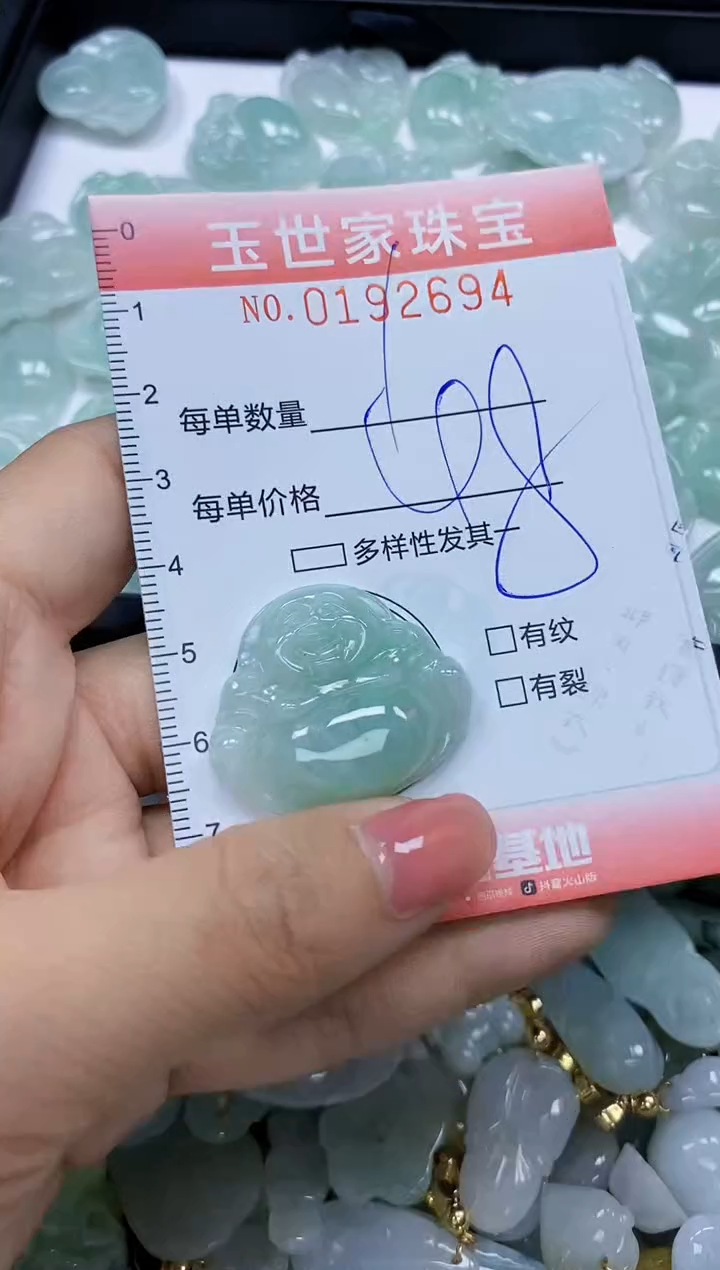 0
玉世家珠宝
NO.0192694
1
2
每单数量
3
每单价格
4
多样性发其一
5
有纹
有裂
6
7
基地
抖音火山版